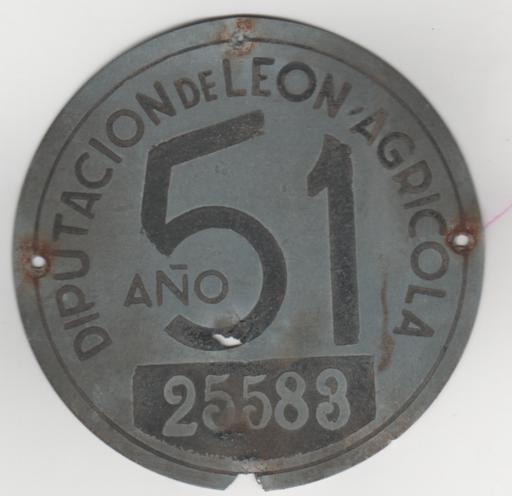 DIPUTACION DE LEON-AGRICOLA
AÑO
51
25583